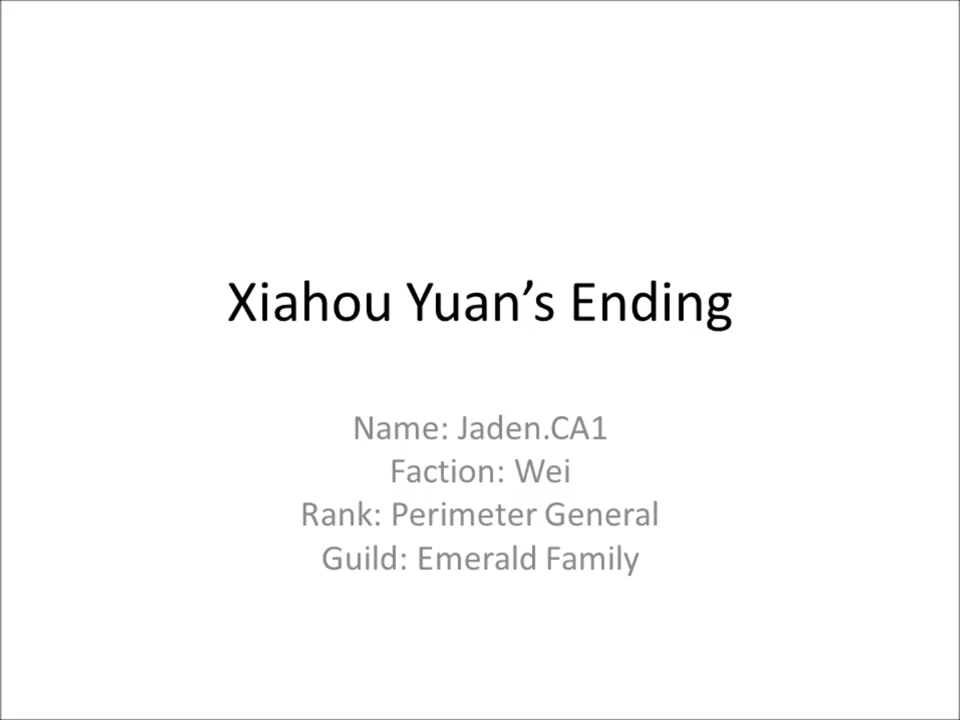 Xiahou Yuan’s Ending
Name: Jaden.CA1
Faction: Wei
Rank: Perimeter General
Guild: Emerald Family